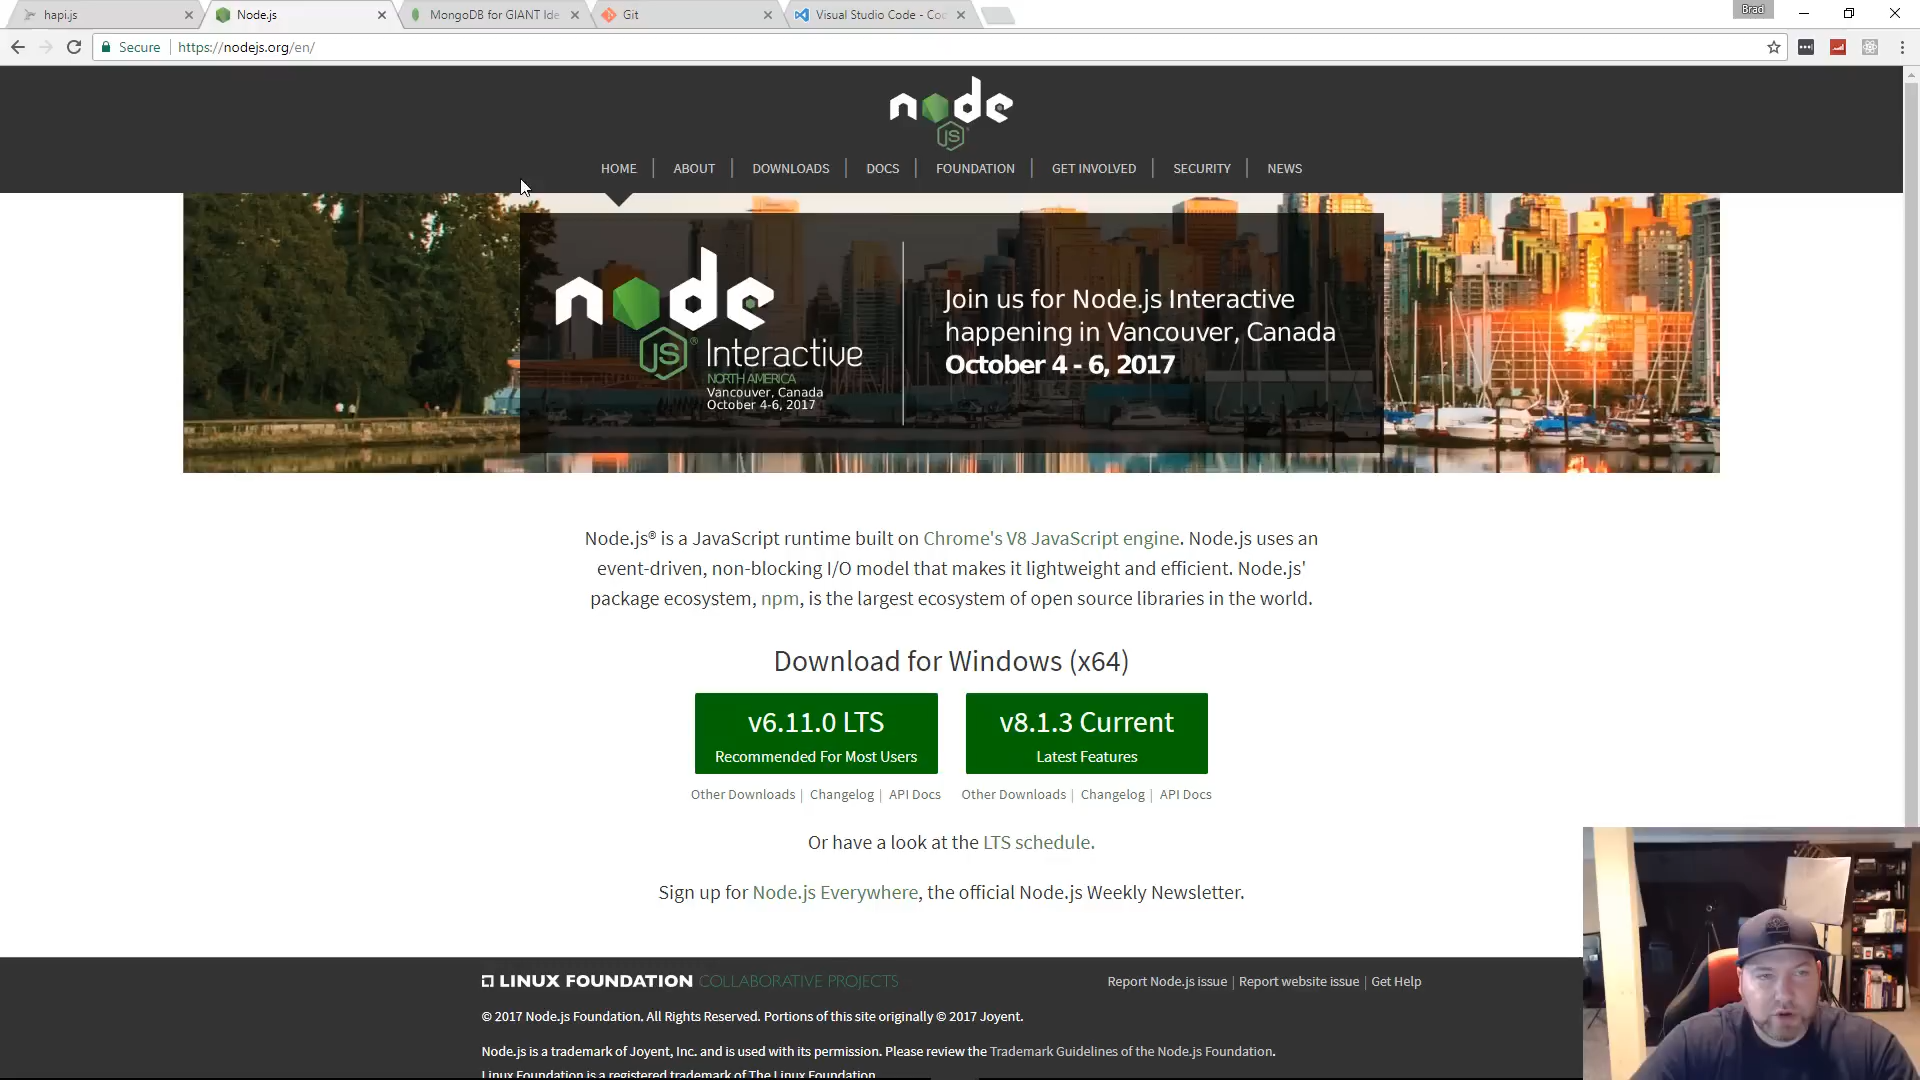 hapi.js
Node.js
MongoDB for GIANT Ide
Git
Visual Studio Code - Coc
Brad
Secure
https://nodejs.org/en/
node
JS
HOME
ABOUT
DOWNLOADS
DOCS
FOUNDATION
GET INVOLVED
SECURITY
NEWS
node
JS
Interactive
NORTH AMERICA
Vancouver, Canada
October 4-6, 2017
Join us for Node.js Interactive
happening in Vancouver, Canada
October 4 - 6, 2017
Node.js® is a JavaScript runtime built on Chrome's V8 JavaScript engine. Node.js uses an
event-driven, non-blocking I/O model that makes it lightweight and efficient. Node.js'
package ecosystem, npm, is the largest ecosystem of open source libraries in the world.
Download for Windows (x64)
v6.11.0 LTS
Recommended For Most Users
v8.1.3 Current
Latest Features
Other Downloads | Changelog | API Docs
Other Downloads | Changelog | API Docs
Or have a look at the LTS schedule.
Sign up for Node.js Everywhere, the official Node.js Weekly Newsletter.
LINUX FOUNDATION COLLABORATIVE PROJECTS
Report Node.js issue | Report website issue | Get Help
© 2017 Node.js Foundation. All Rights Reserved. Portions of this site originally © 2017 Joyent.
Node.js is a trademark of Joyent, Inc. and is used with its permission. Please review the Trademark Guidelines of the Node.js Foundation.
Linux Foundation is a registered trademark of The Linux Foundation.